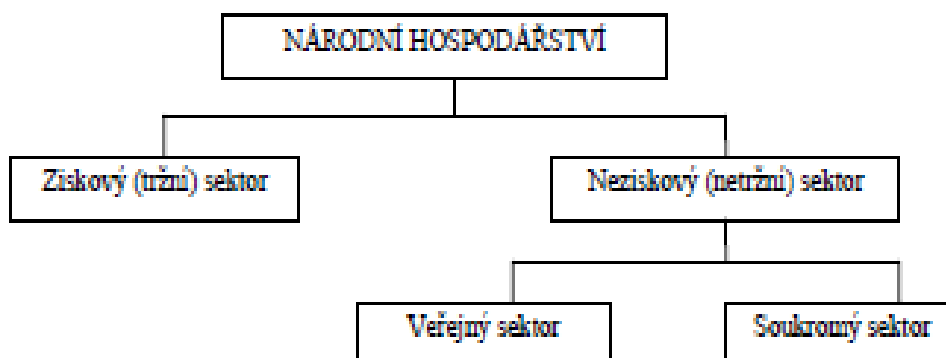 NÁRODNÍ HOSPODÁŘSTVÍ
Ziskový (tržní) sektor
Neziskový (netržní) sektor
Veřejný sektor
Soukromý sektor